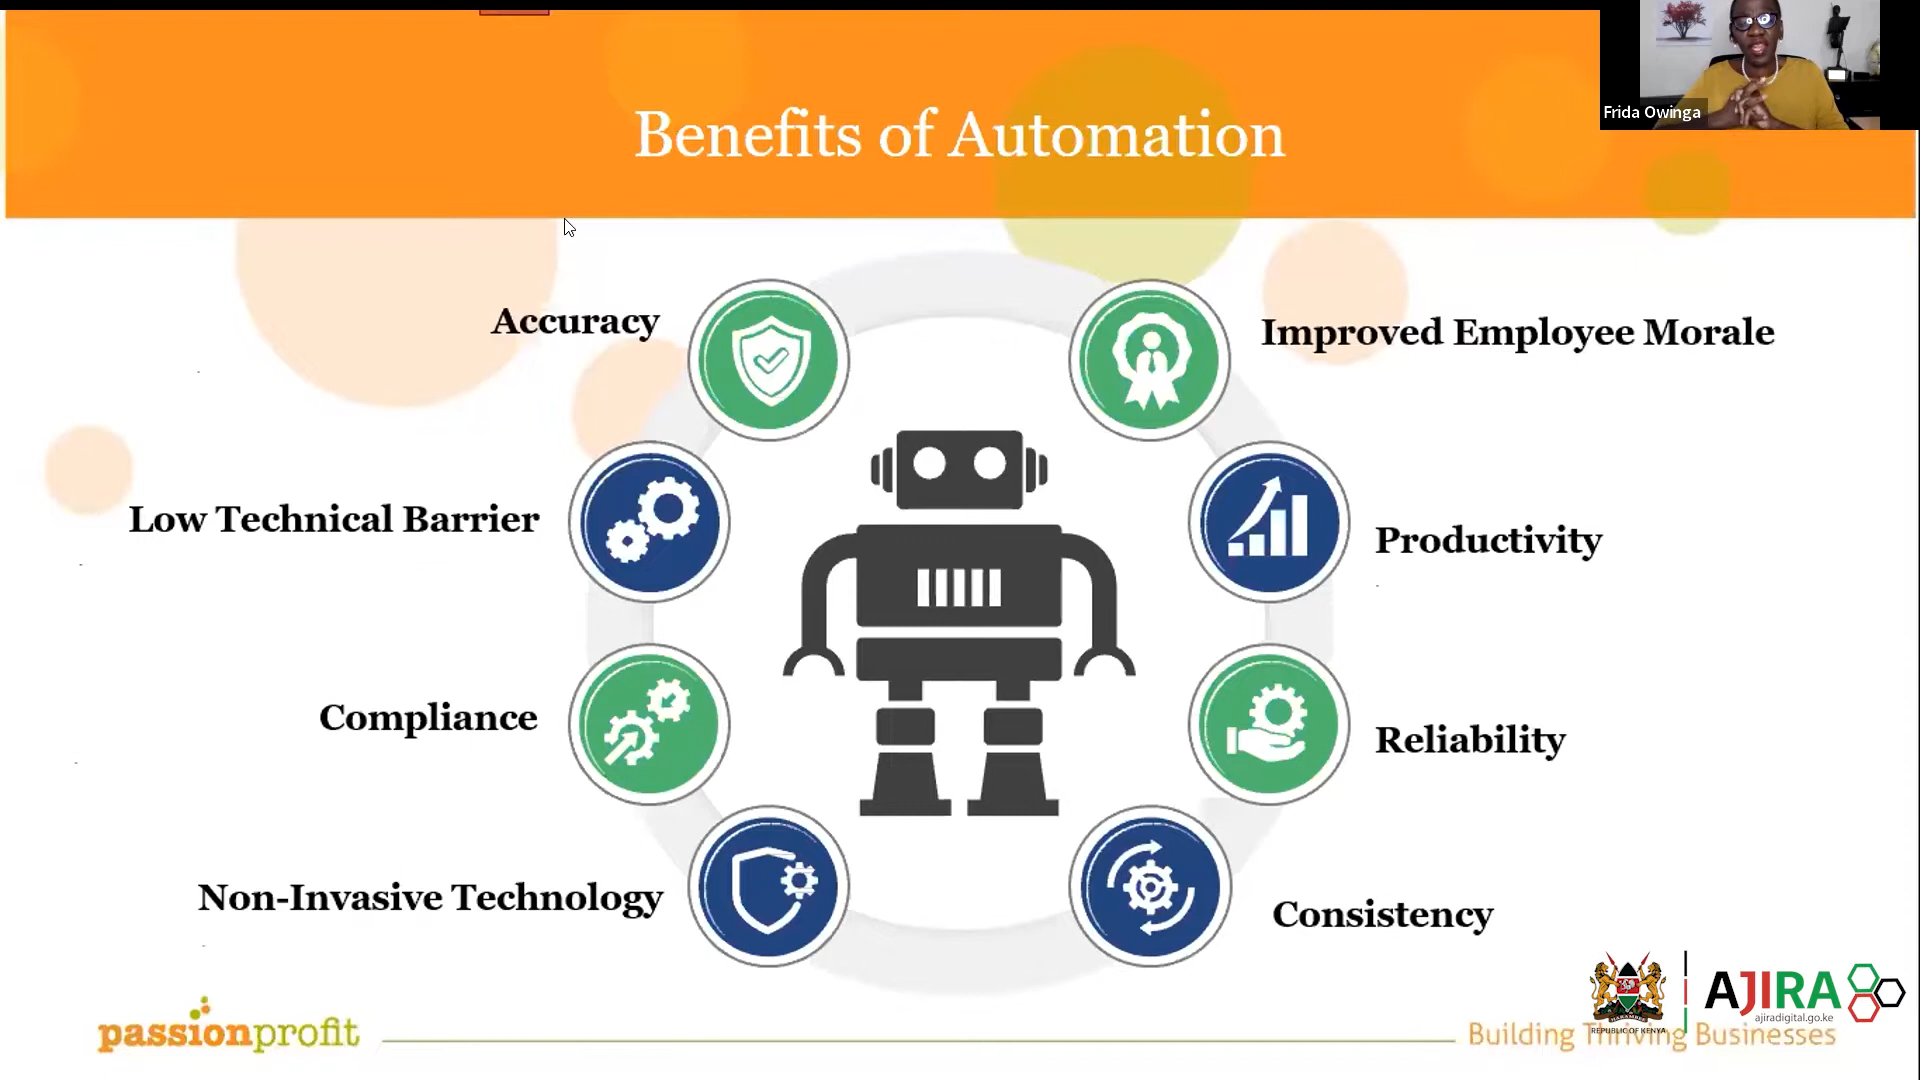 Benefits of Automation
Frida Owinga
Accuracy
Improved Employee Morale
Low Technical Barrier
Productivity
Compliance
Reliability
Non-Invasive Technology
Consistency
passionprofit
REPUBLIC OF KENYA
AJIRA
ajiradigital.go.ke
Building Thriving Businesses